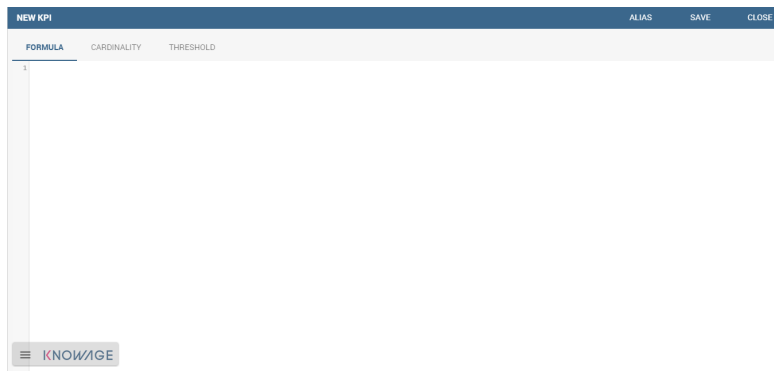 NEW KPI ALIAS SAVE CLOSE
FORMULA CARDINALITY THRESHOLD
1
KNOWAGE